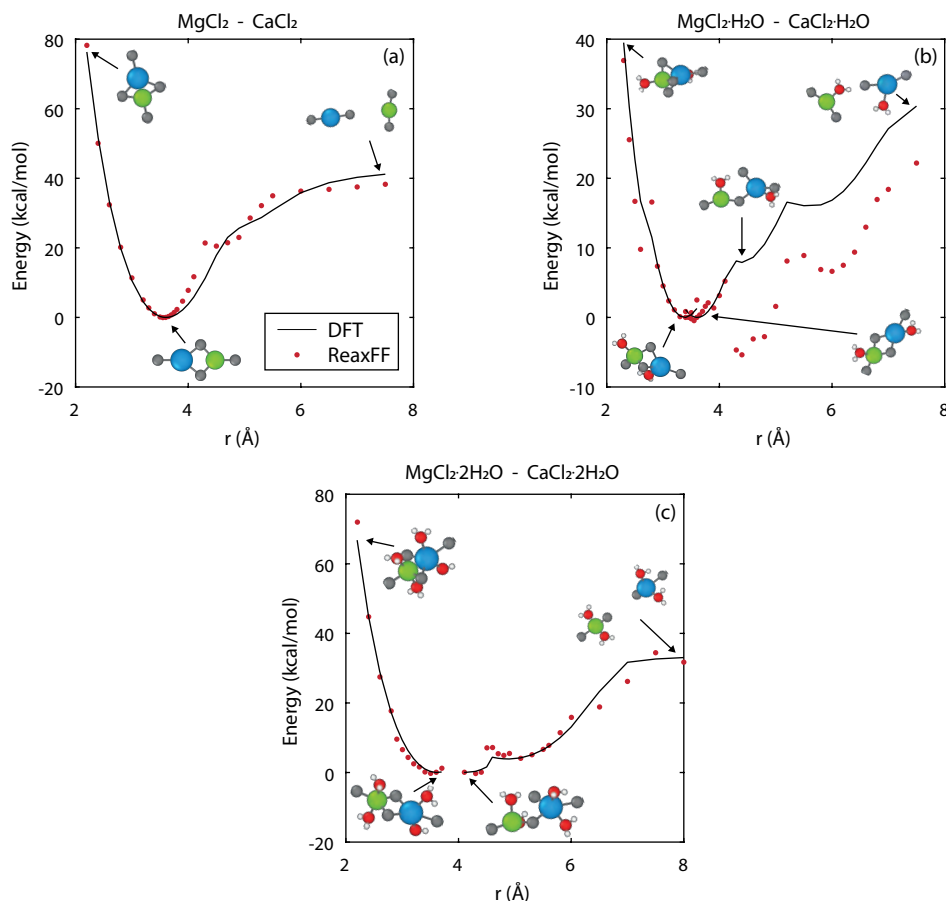 MgCl₂ - CaCl₂
(a)
80
60
40
20
0
-20
2
4
6
8
Energy (kcal/mol)
r (Å)
DFT
ReaxFF
MgCl₂·H₂O - CaCl₂·H₂O
(b)
40
30
20
10
0
-10
2
4
6
8
Energy (kcal/mol)
r (Å)
MgCl₂·2H₂O - CaCl₂·2H₂O
(c)
80
60
40
20
0
-20
2
4
6
8
Energy (kcal/mol)
r (Å)